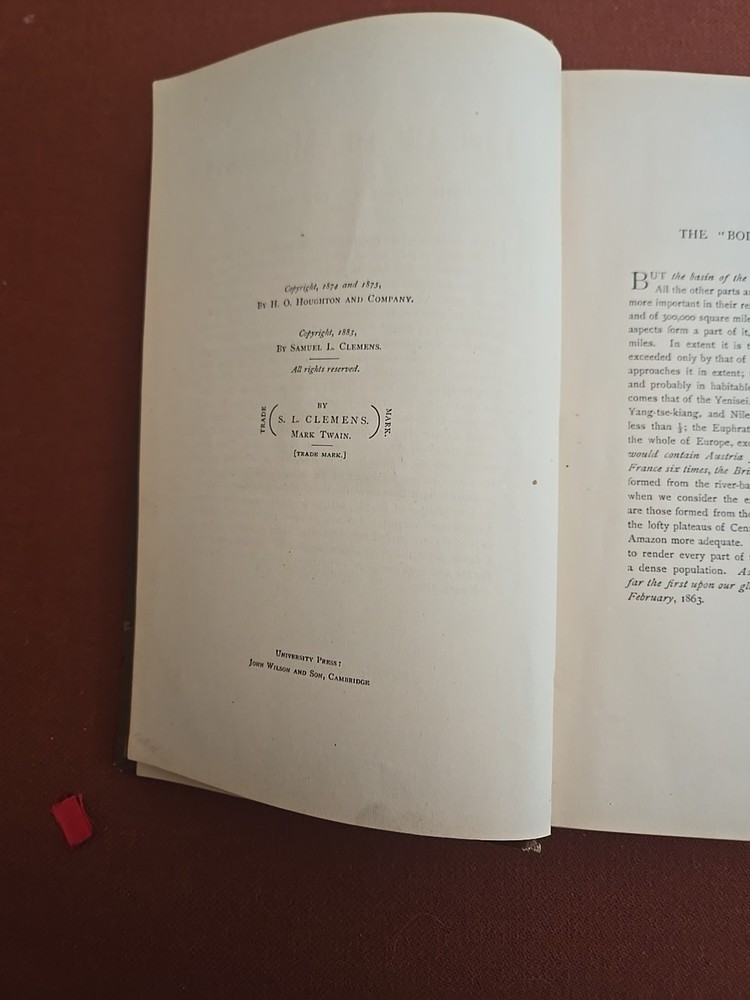 Copyright, 1874 and 1875,
BY H. O. HOUGHTON AND COMPANY.
Copyright, 1883,
BY SAMUEL L. CLEMENS.
All rights reserved.
BY
TRADE
S. L. CLEMENS.
MARK.
MARK TWAIN.
[TRADE MARK.]
UNIVERSITY PRESS:
JOHN WILSON AND SON, CAMBRIDGE
THE "BOD
BUT the basin of the
All the other parts a
more important in their re
and of 300,000 square mile
aspects form a part of it,
miles. In extent it is t
exceeded only by that of
approaches it in extent;
and probably in habitable
comes that of the Yenisei,
Yang-tse-kiang, and Nile
less than ½; the Euphrat
the whole of Europe, exc
would contain Austria
France six times, the Bri
formed from the river-ba
when we consider the e
are those formed from the
the lofty plateaus of Cen
Amazon more adequate.
to render every part of
a dense population. As
far the first upon our gl
February, 1863.